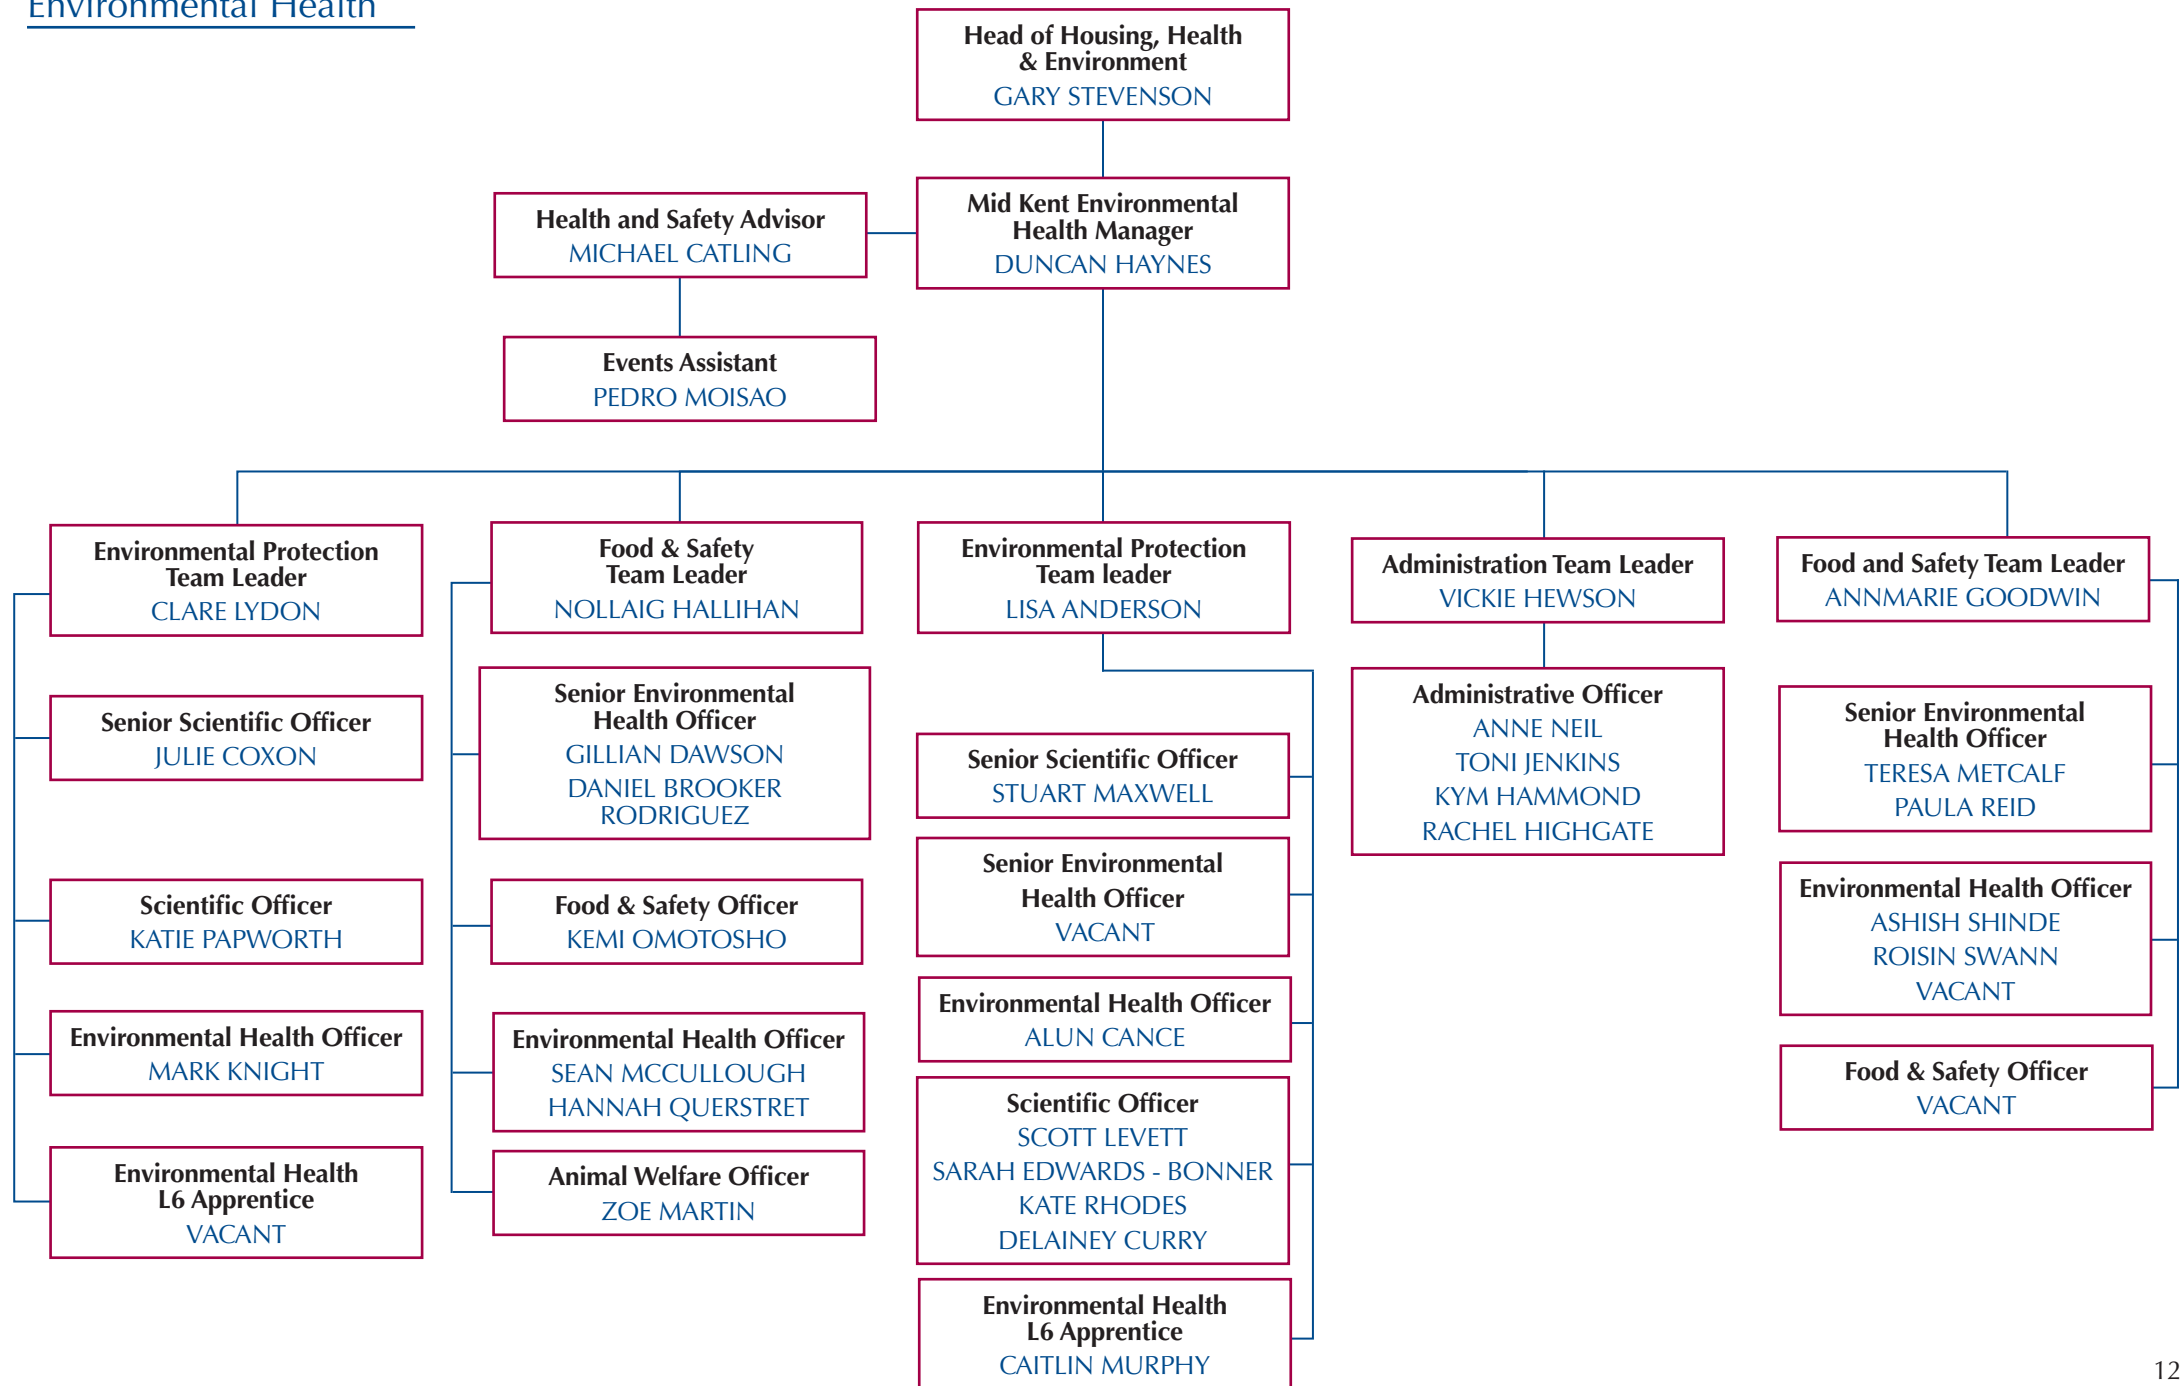 Environmental Health
Head of Housing, Health
& Environment
GARY STEVENSON
Health and Safety Advisor
MICHAEL CATLING
Mid Kent Environmental
Health Manager
DUNCAN HAYNES
Events Assistant
PEDRO MOISAO
Environmental Protection
Team Leader
CLARE LYDON
Senior Scientific Officer
JULIE COXON
Scientific Officer
KATIE PAPWORTH
Environmental Health Officer
MARK KNIGHT
Environmental Health
L6 Apprentice
VACANT
Food & Safety
Team Leader
NOLLAIG HALLIHAN
Senior Environmental
Health Officer
GILLIAN DAWSON
DANIEL BROOKER
RODRIGUEZ
Food & Safety Officer
KEMI OMOTOSHO
Environmental Health Officer
SEAN MCCULLOUGH
HANNAH QUERSTRET
Animal Welfare Officer
ZOE MARTIN
Environmental Protection
Team leader
LISA ANDERSON
Senior Scientific Officer
STUART MAXWELL
Senior Environmental
Health Officer
VACANT
Environmental Health Officer
ALUN CANCE
Scientific Officer
SCOTT LEVETT
SARAH EDWARDS - BONNER
KATE RHODES
DELAINEY CURRY
Environmental Health
L6 Apprentice
CAITLIN MURPHY
Administration Team Leader
VICKIE HEWSON
Administrative Officer
ANNE NEIL
TONI JENKINS
KYM HAMMOND
RACHEL HIGHGATE
Food and Safety Team Leader
ANNMARIE GOODWIN
Senior Environmental
Health Officer
TERESA METCALF
PAULA REID
Environmental Health Officer
ASHISH SHINDE
ROISIN SWANN
VACANT
Food & Safety Officer
VACANT
12